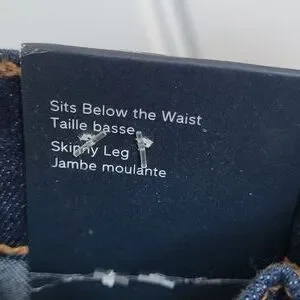 Sits Below the Waist
Taille basse
Skinny Leg
Jambe moulante